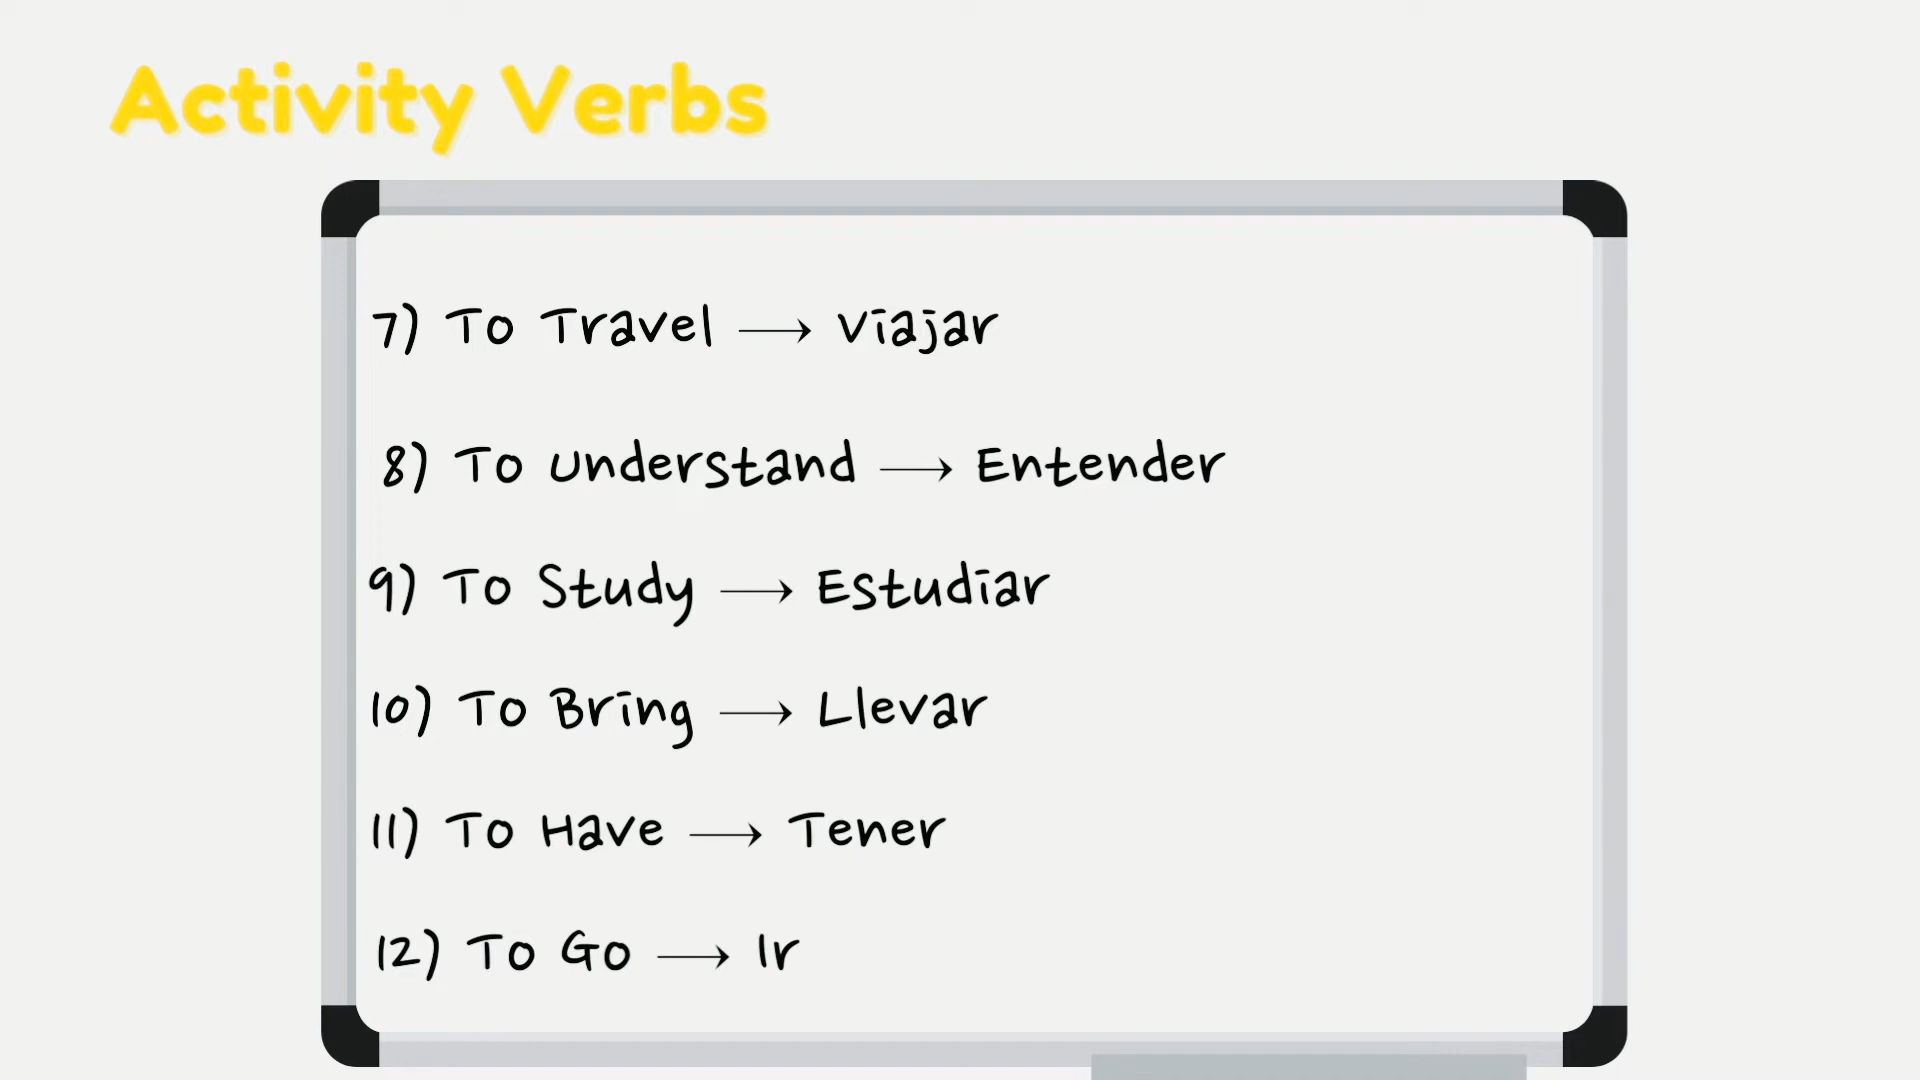 Activity Verbs
7) To Travel → Viajar
8) To Understand → Entender
9) To Study → Estudiar
10) To Bring → Llevar
11) To Have → Tener
12) To Go → Ir